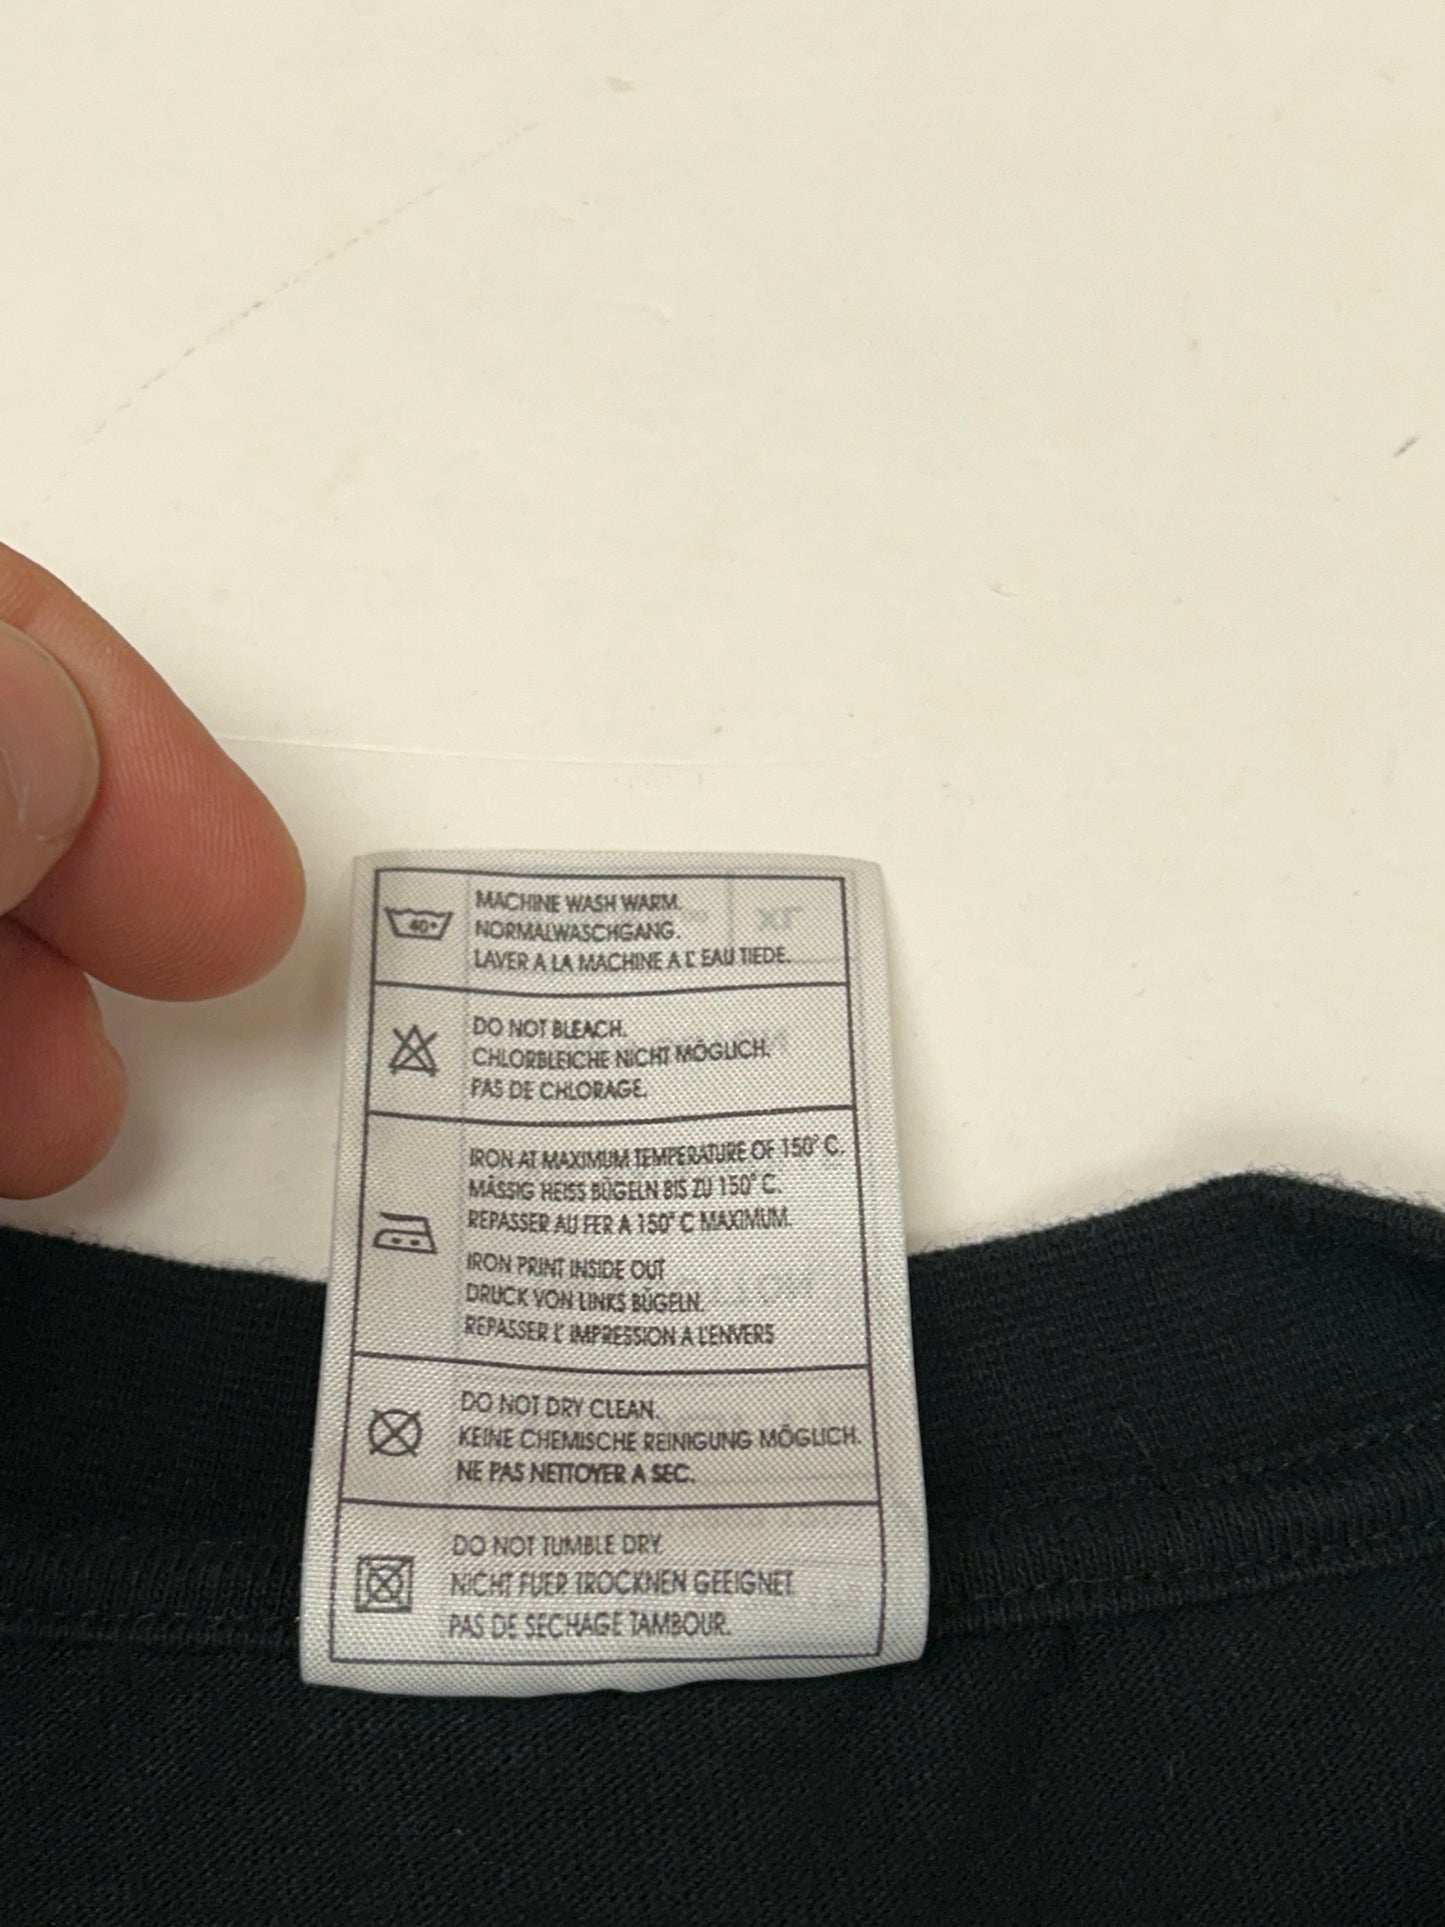 40°
MACHINE WASH WARM.
NORMALWASCHGANG.
LAVER A LA MACHINE A L' EAU TIEDE.
DO NOT BLEACH.
CHLORBLEICHE NICHT MÖGLICH.
PAS DE CHLORAGE.
IRON AT MAXIMUM TEMPERATURE OF 150° C.
MÄSSIG HEISS BÜGELN BIS ZU 150° C.
REPASSER AU FER A 150° C MAXIMUM.
IRON PRINT INSIDE OUT
DRUCK VON LINKS BÜGELN.
REPASSER L' IMPRESSION A L'ENVERS
DO NOT DRY CLEAN.
KEINE CHEMISCHE REINIGUNG MÖGLICH.
NE PAS NETTOYER A SEC.
DO NOT TUMBLE DRY.
NICHT FUER TROCKNEN GEEIGNET.
PAS DE SECHAGE TAMBOUR.